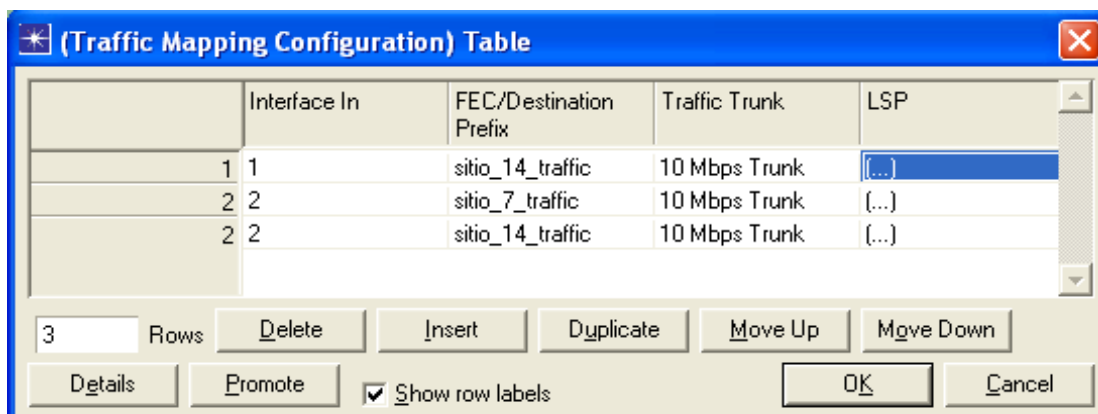 (Traffic Mapping Configuration) Table
Interface In FEC/Destination Prefix Traffic Trunk LSP
1 1 sitio_14_traffic 10 Mbps Trunk (...)
2 2 sitio_7_traffic 10 Mbps Trunk (...)
2 2 sitio_14_traffic 10 Mbps Trunk (...)
3 Rows Delete Insert Duplicate Move Up Move Down
Details Promote Show row labels OK Cancel